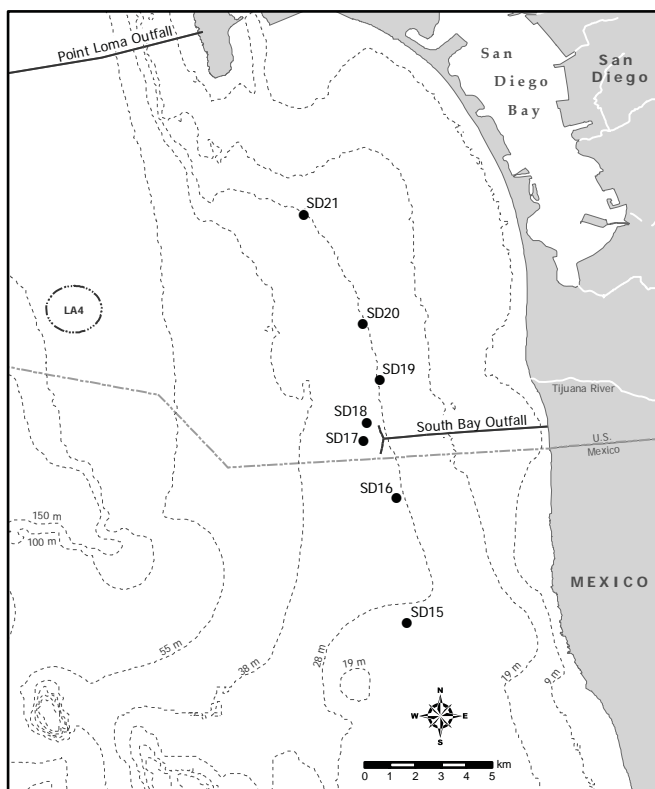 Point Loma Outfall
San
Diego
Bay
San
Diego
SD21
LA4
SD20
SD19
Tijuana River
SD18
South Bay Outfall
SD17
U.S.
Mexico
SD16
150 m
100 m
MEXICO
SD15
55 m
38 m
28 m
19 m
19 m
9 m
N
W
E
S
km
0 1 2 3 4 5